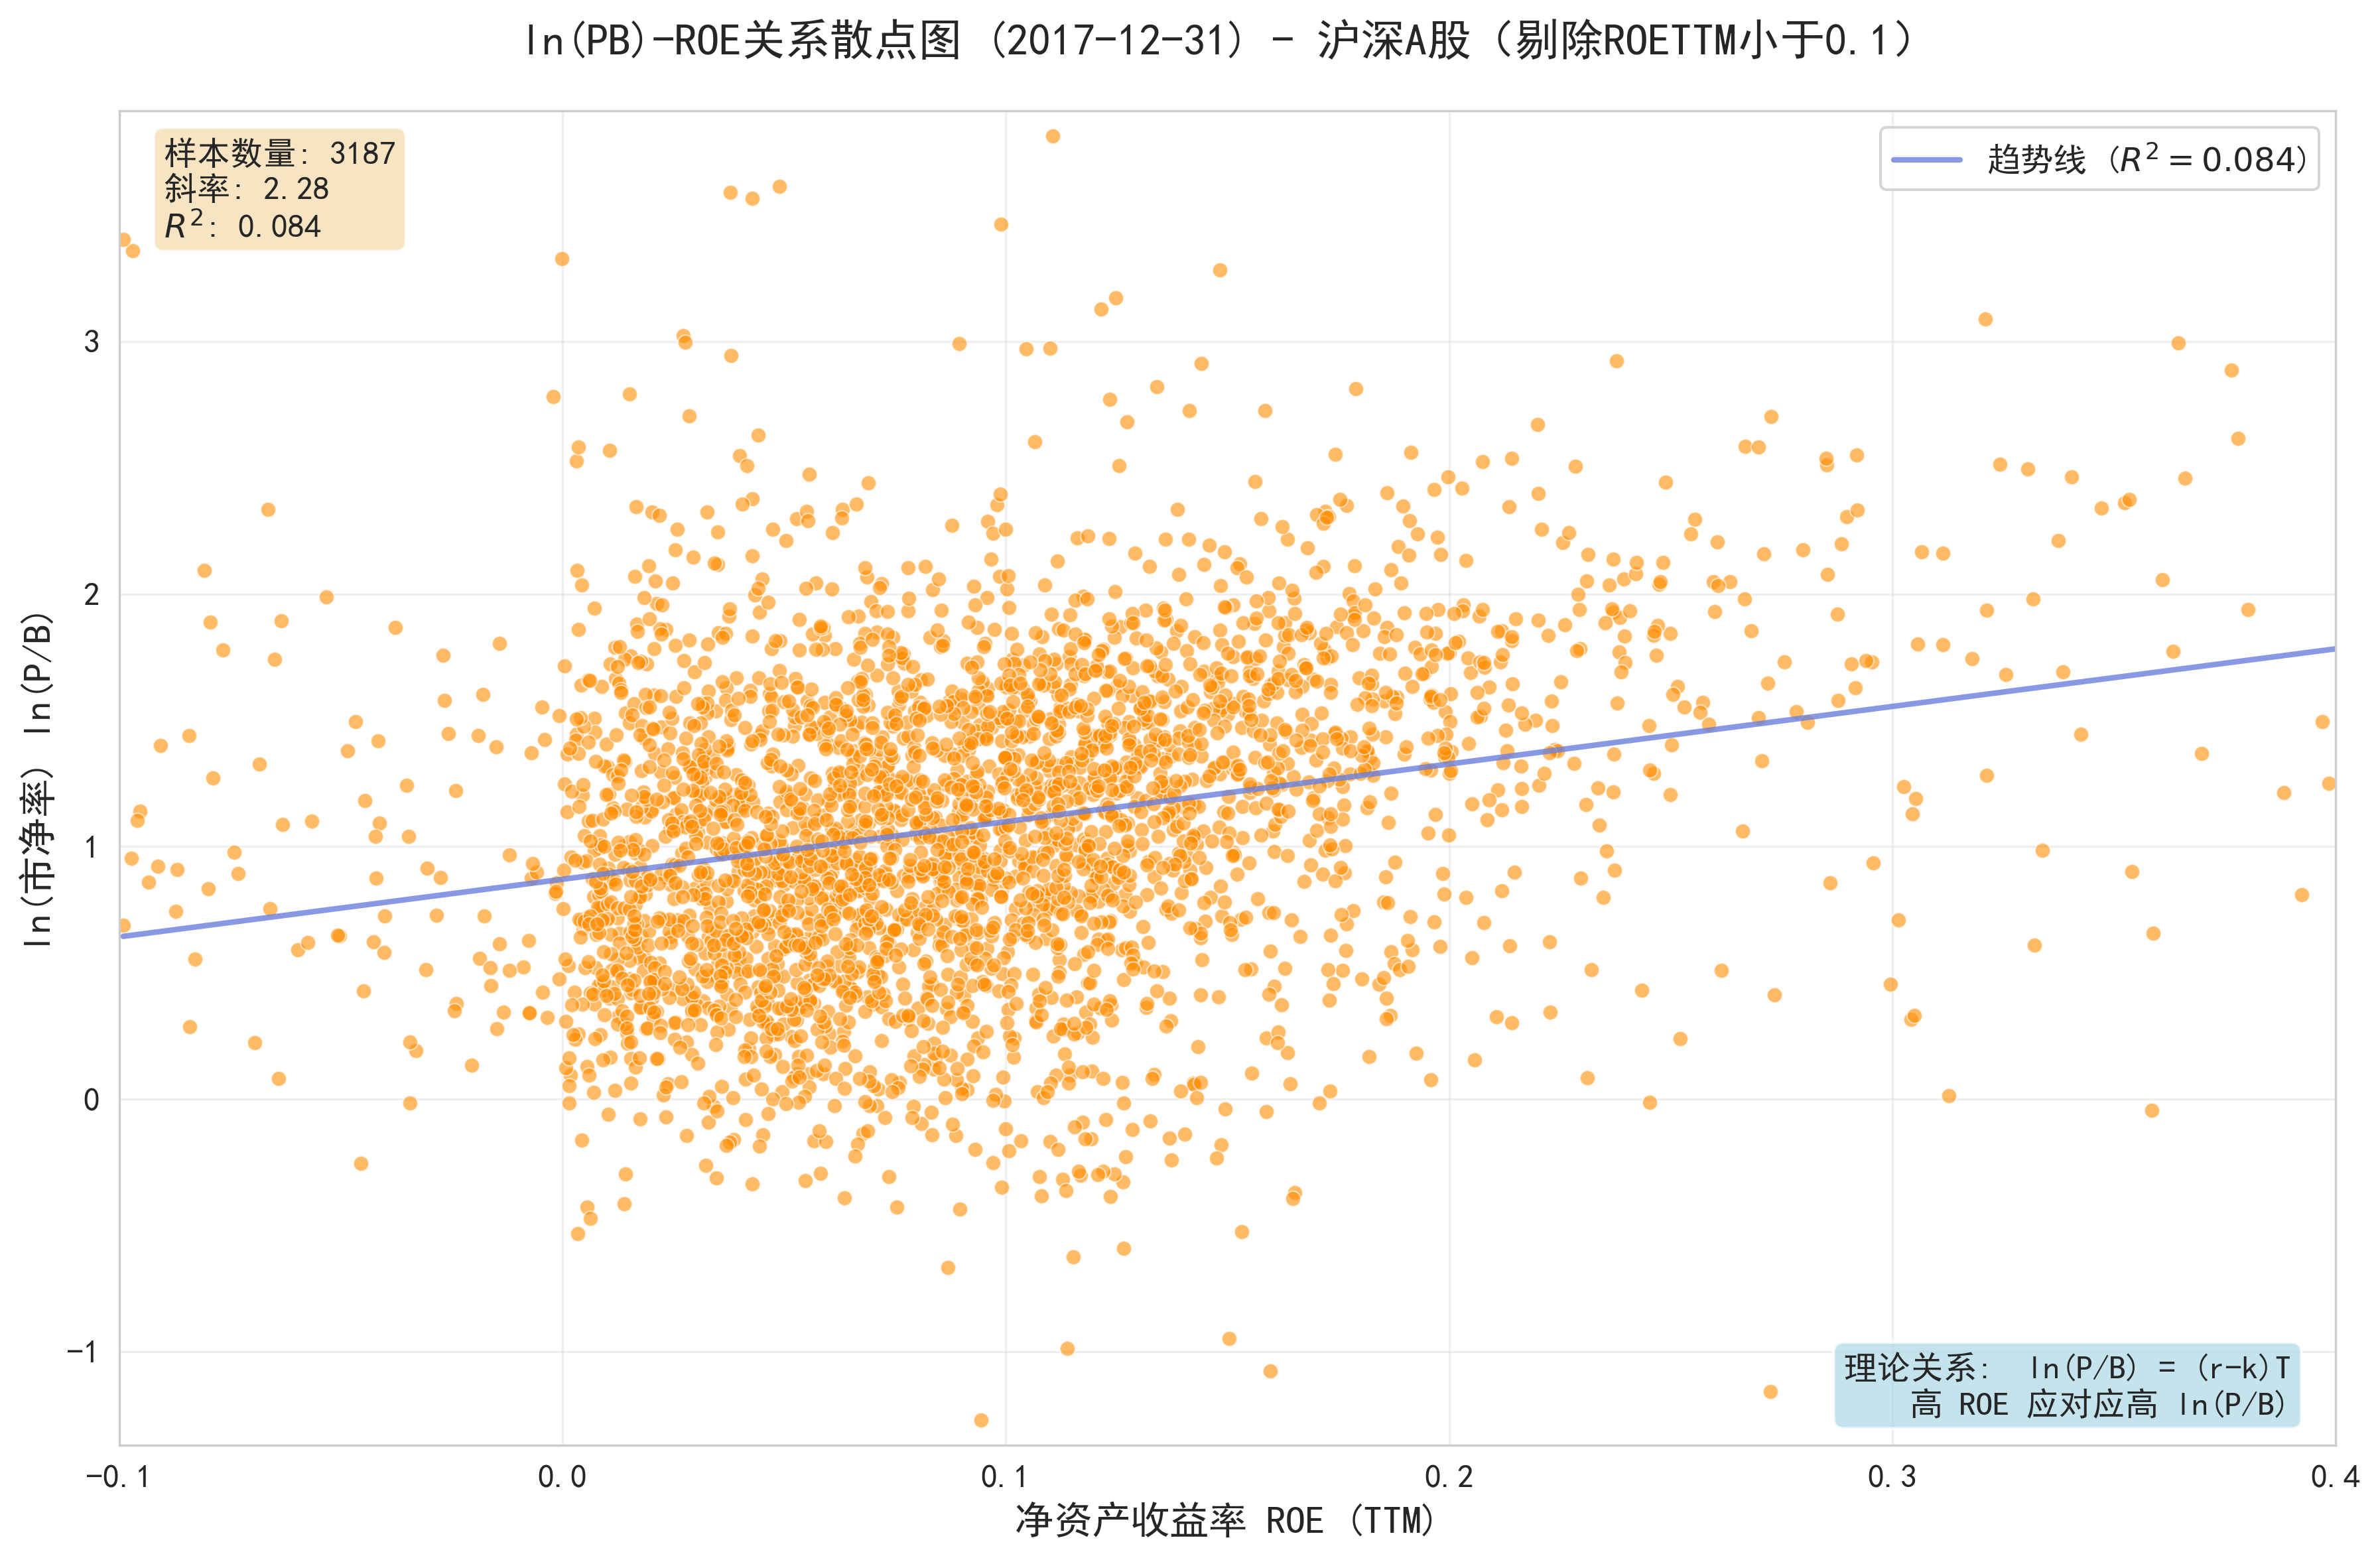 ln(PB)-ROE关系散点图 (2017-12-31) - 沪深A股（剔除ROETTM小于0.1）
样本数量: 3187
斜率: 2.28
R²: 0.084
趋势线 (R² = 0.084)
ln(市净率) ln(P/B)
3
2
1
0
−1
理论关系: ln(P/B) = (r-k)T
高 ROE 应对应高 ln(P/B)
−0.1 0.0 0.1 0.2 0.3 0.4
净资产收益率 ROE (TTM)